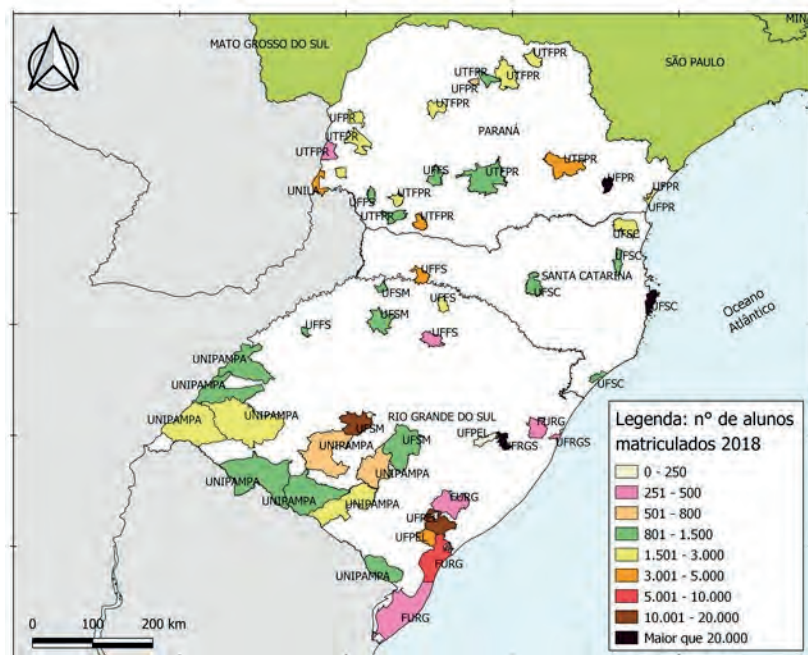 MATO GROSSO DO SUL
MIN
SÃO PAULO
UTFPR
UTFPR
UTFPR
UFPR
UTFPR
UFPR
UTFPR
PARANÁ
UTFPR
UNILA
UFFS
UTFPR
UTFPR
UFPR
UFPR
UFPR
UFFS
UTFPR
UTFPR
UTFPR
UFSC
UFSC
UFFS
SANTA CATARINA
UFSC
UFSC
UFSM
UFFS
UFSM
UFFS
UFFS
Oceano
Atlântico
UNIPAMPA
UNIPAMPA
UFSC
UNIPAMPA
UNIPAMPA
RIO GRANDE DO SUL
UFSM
FURG
UFPEL
UFRGS
UFRGS
UNIPAMPA
UFSM
UNIPAMPA
UNIPAMPA
UNIPAMPA
UNIPAMPA
FURG
UFPEL
FURG
UNIPAMPA
FURG
Legenda: n° de alunos
matriculados 2018
0 - 250
251 - 500
501 - 800
801 - 1.500
1.501 - 3.000
3.001 - 5.000
5.001 - 10.000
10.001 - 20.000
Maior que 20.000
0 100 200 km